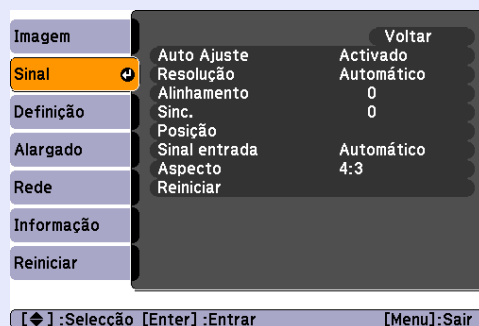 Imagem
Sinal
Definição
Alargado
Rede
Informação
Reiniciar
Voltar
Auto Ajuste Activado
Resolução Automático
Alinhamento 0
Sinc. 0
Posição
Sinal entrada Automático
Aspecto 4:3
Reiniciar
[◆] :Selecção [Enter] :Entrar [Menu]:Sair